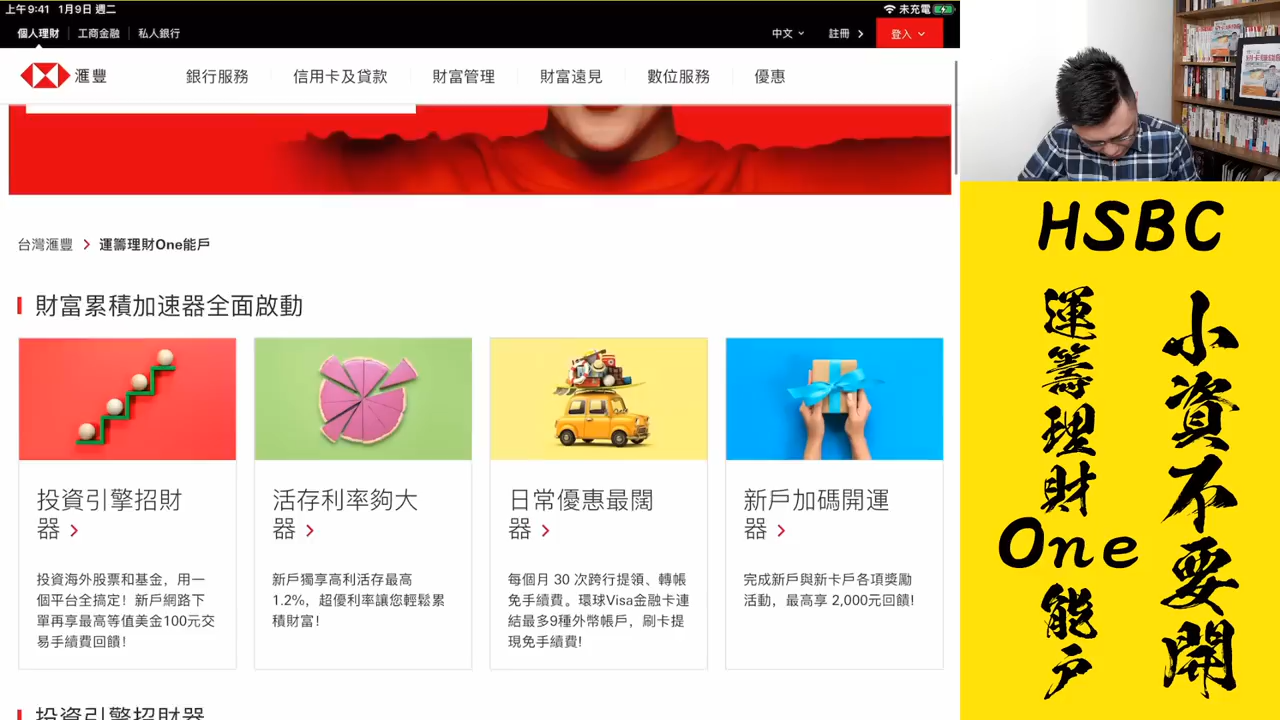 上午9:41 1月9日 週二
未充電
個人理財 工商金融 私人銀行
中文 註冊 登入
滙豐 銀行服務 信用卡及貸款 財富管理 財富遠見 數位服務 優惠
台灣滙豐 運籌理財One能戶
財富累積加速器全面啟動
投資引擎招財
器
投資海外股票和基金，用一
個平台全搞定！新戶網路下
單再享最高等值美金100元交
易手續費回饋!
活存利率夠大
器
新戶獨享高利活存最高
1.2%，超優利率讓您輕鬆累
積財富!
日常優惠最闊
器
每個月 30 次跨行提領、轉帳
免手續費。環球Visa金融卡連
結最多9種外幣帳戶，刷卡提
現免手續費!
新戶加碼開運
器
完成新戶與新卡戶各項獎勵
活動，最高享 2,000元回饋!
投資引擎招財器
HSBC
運籌理財One能戶
小資不要開